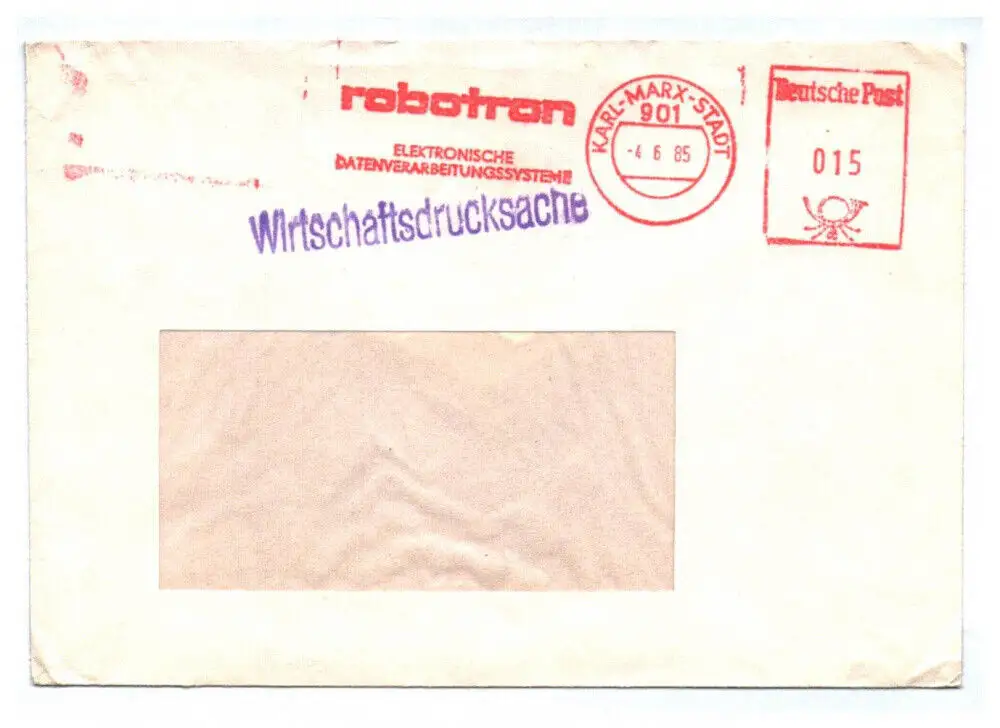 robotron
ELEKTRONISCHE
DATENVERARBEITUNGSSYSTEME
Wirtschaftsdrucksache
KARL-MARX-STADT
901
-4 6 85
Deutsche Post
015